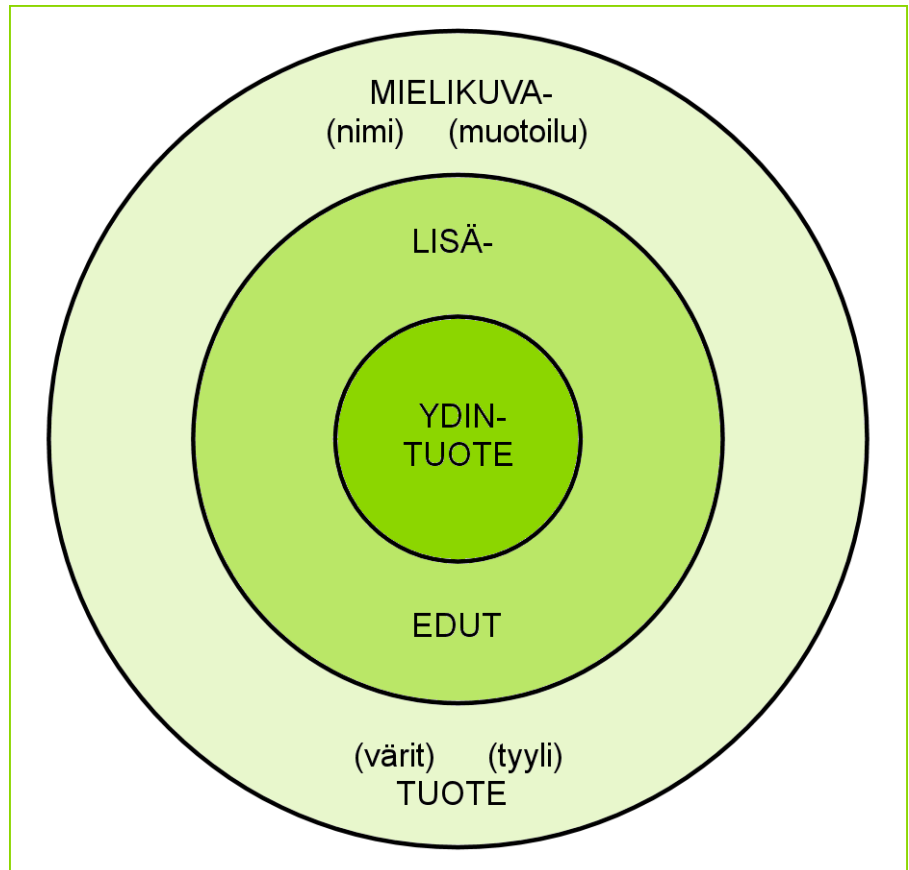 MIELIKUVA-
(nimi) (muotoilu)
LISÄ-
YDIN-
TUOTE
EDUT
(värit) (tyyli)
TUOTE